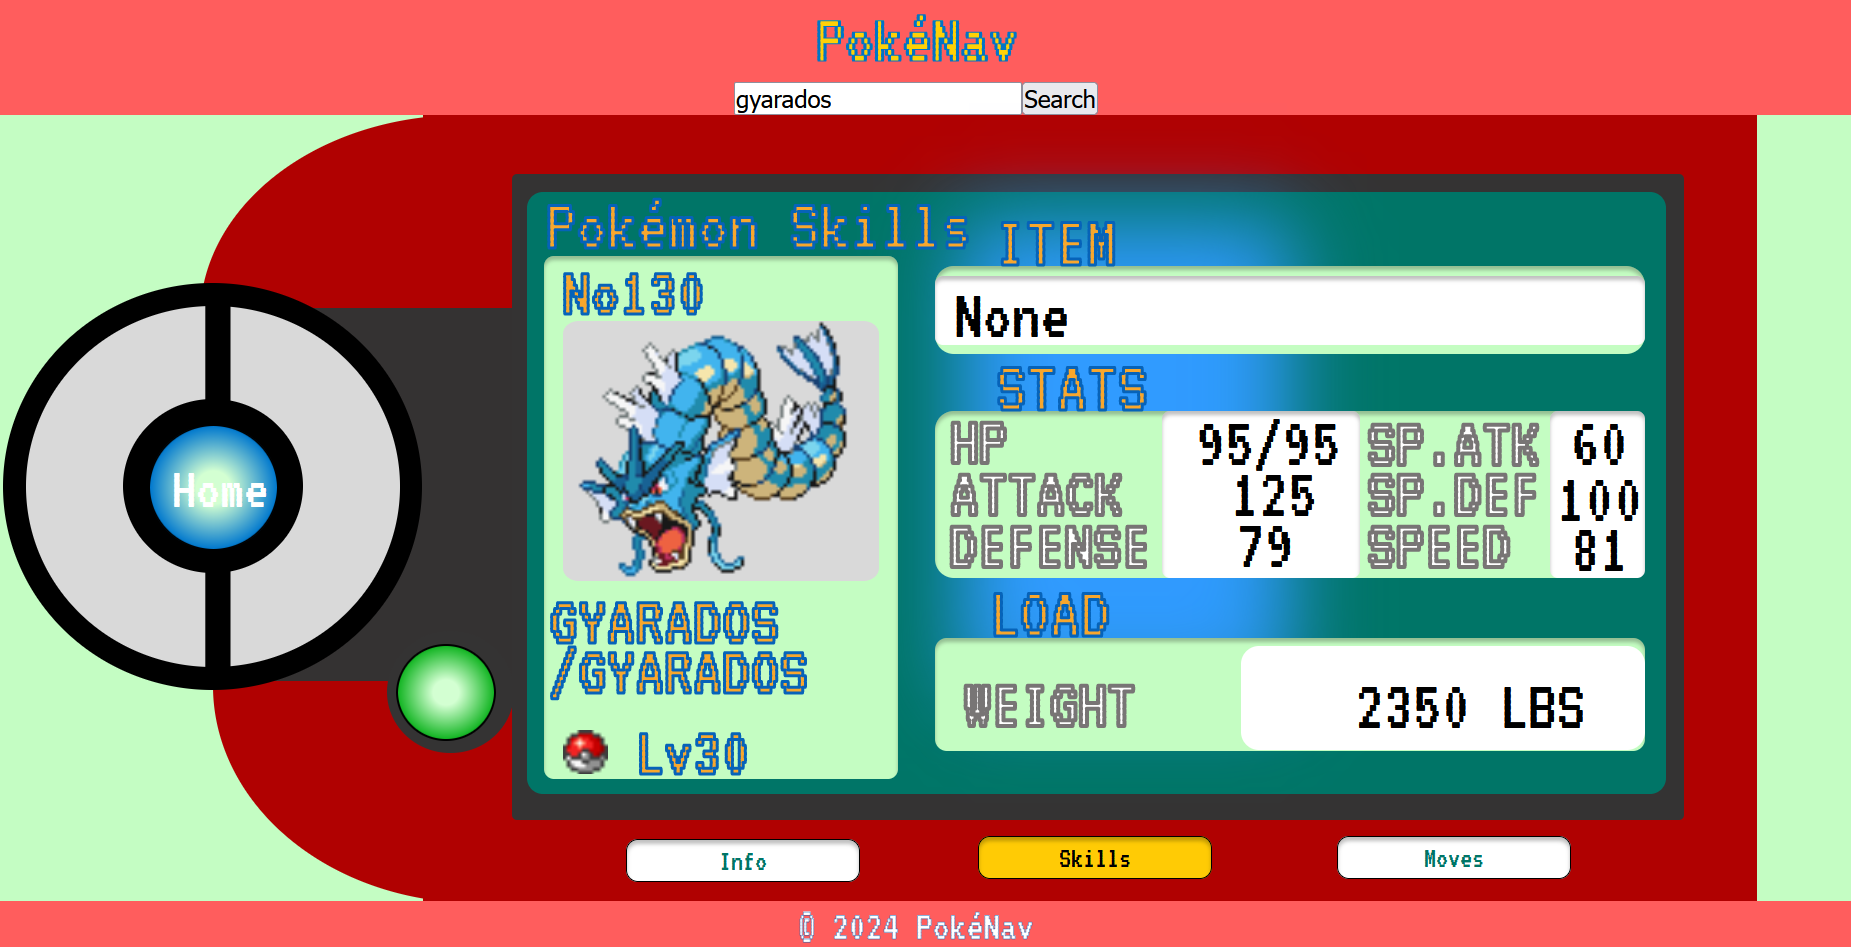 PokéNav
gyarados Search
Pokémon Skills
No130
GYARADOS
/GYARADOS
Lv30
ITEM
None
STATS
HP 95/95 SP.ATK 60
ATTACK 125 SP.DEF 100
DEFENSE 79 SPEED 81
LOAD
WEIGHT 2350 LBS
Home
Info Skills Moves
© 2024 PokéNav